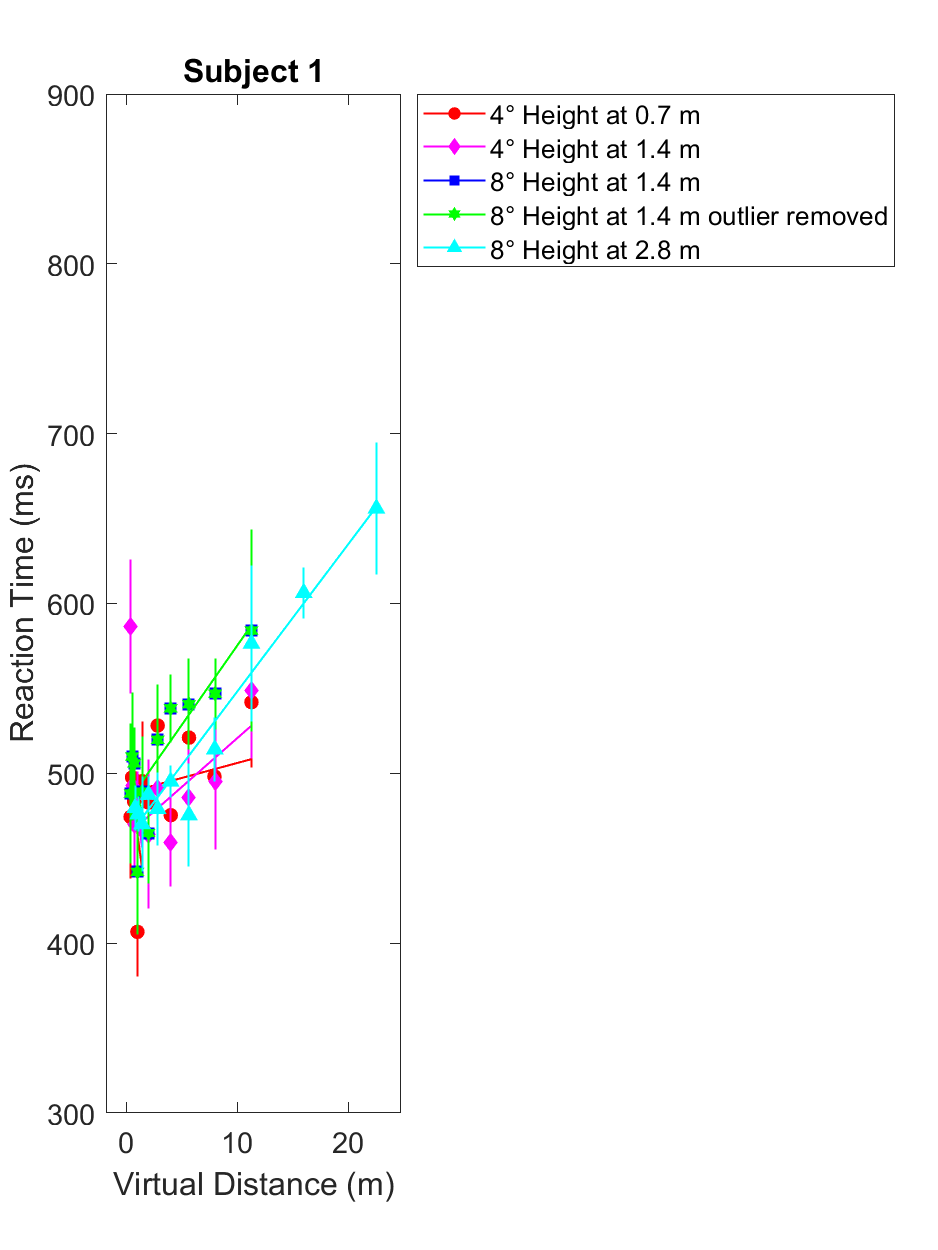 Subject 1
900
800
700
600
500
400
300
0 10 20
Reaction Time (ms)
Virtual Distance (m)
4° Height at 0.7 m
4° Height at 1.4 m
8° Height at 1.4 m
8° Height at 1.4 m outlier removed
8° Height at 2.8 m